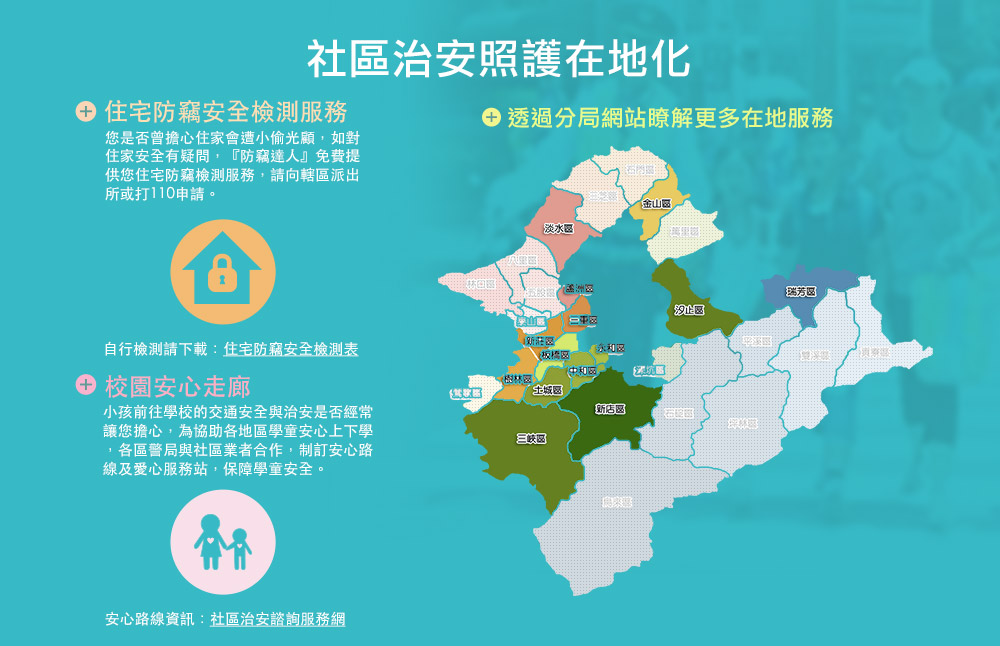 社區治安照護在地化
住宅防竊安全檢測服務
您是否曾擔心住家會遭小偷光顧，如對
住家安全有疑問，『防竊達人』免費提
供您住宅防竊檢測服務，請向轄區派出
所或打110申請。
自行檢測請下載：住宅防竊安全檢測表
校園安心走廊
小孩前往學校的交通安全與治安是否經常
讓您擔心，為協助各地區學童安心上下學
，各區警局與社區業者合作，制訂安心路
線及愛心服務站，保障學童安全。
安心路線資訊：社區治安諮詢服務網
透過分局網站瞭解更多在地服務
石門區
三芝區
金山區
淡水區
萬里區
八里區
林口區
五股區
蘆洲區
瑞芳區
汐止區
泰山區
三重區
新莊區
板橋區
永和區
平溪區
雙溪區
貢寮區
中和區
深坑區
樹林區
土城區
鶯歌區
新店區
石碇區
坪林區
三峽區
烏來區